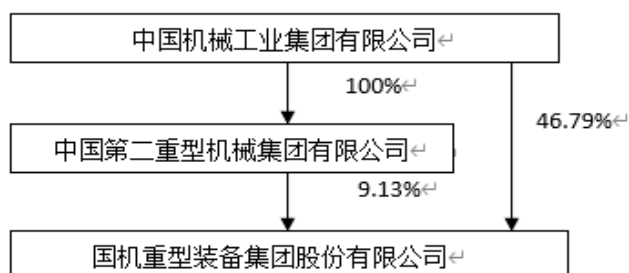 中国机械工业集团有限公司
100%
46.79%
中国第二重型机械集团有限公司
9.13%
国机重型装备集团股份有限公司